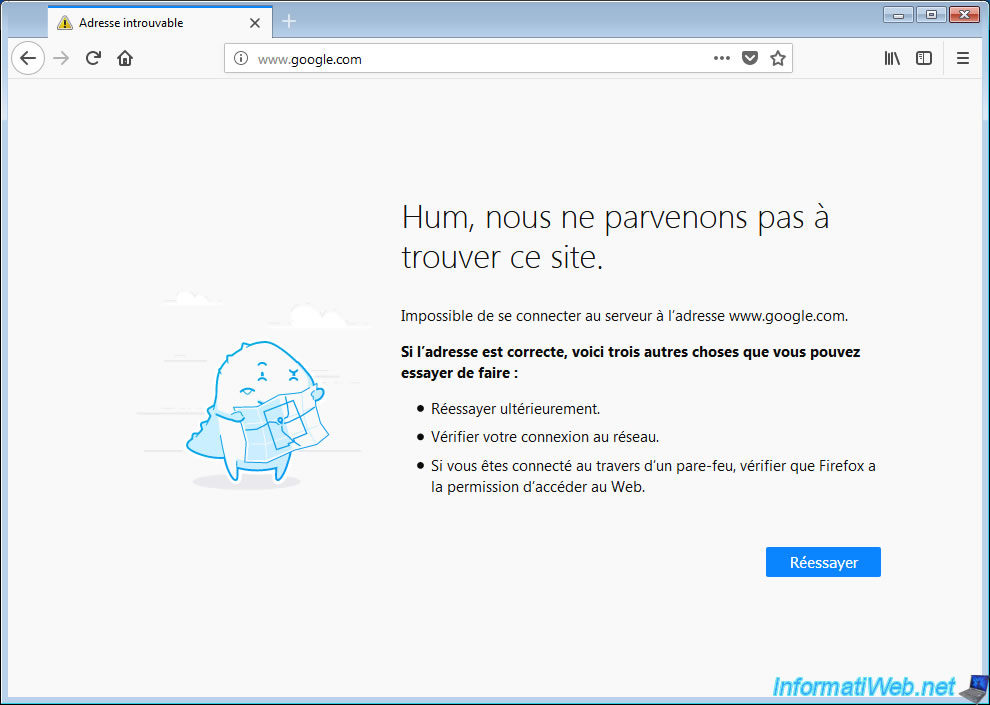 Adresse introuvable
www.google.com
Hum, nous ne parvenons pas à
trouver ce site.
Impossible de se connecter au serveur à l’adresse www.google.com.
Si l’adresse est correcte, voici trois autres choses que vous pouvez
essayer de faire :
• Réessayer ultérieurement.
• Vérifier votre connexion au réseau.
• Si vous êtes connecté au travers d’un pare-feu, vérifier que Firefox a
la permission d’accéder au Web.
Réessayer
InformatiWeb.net